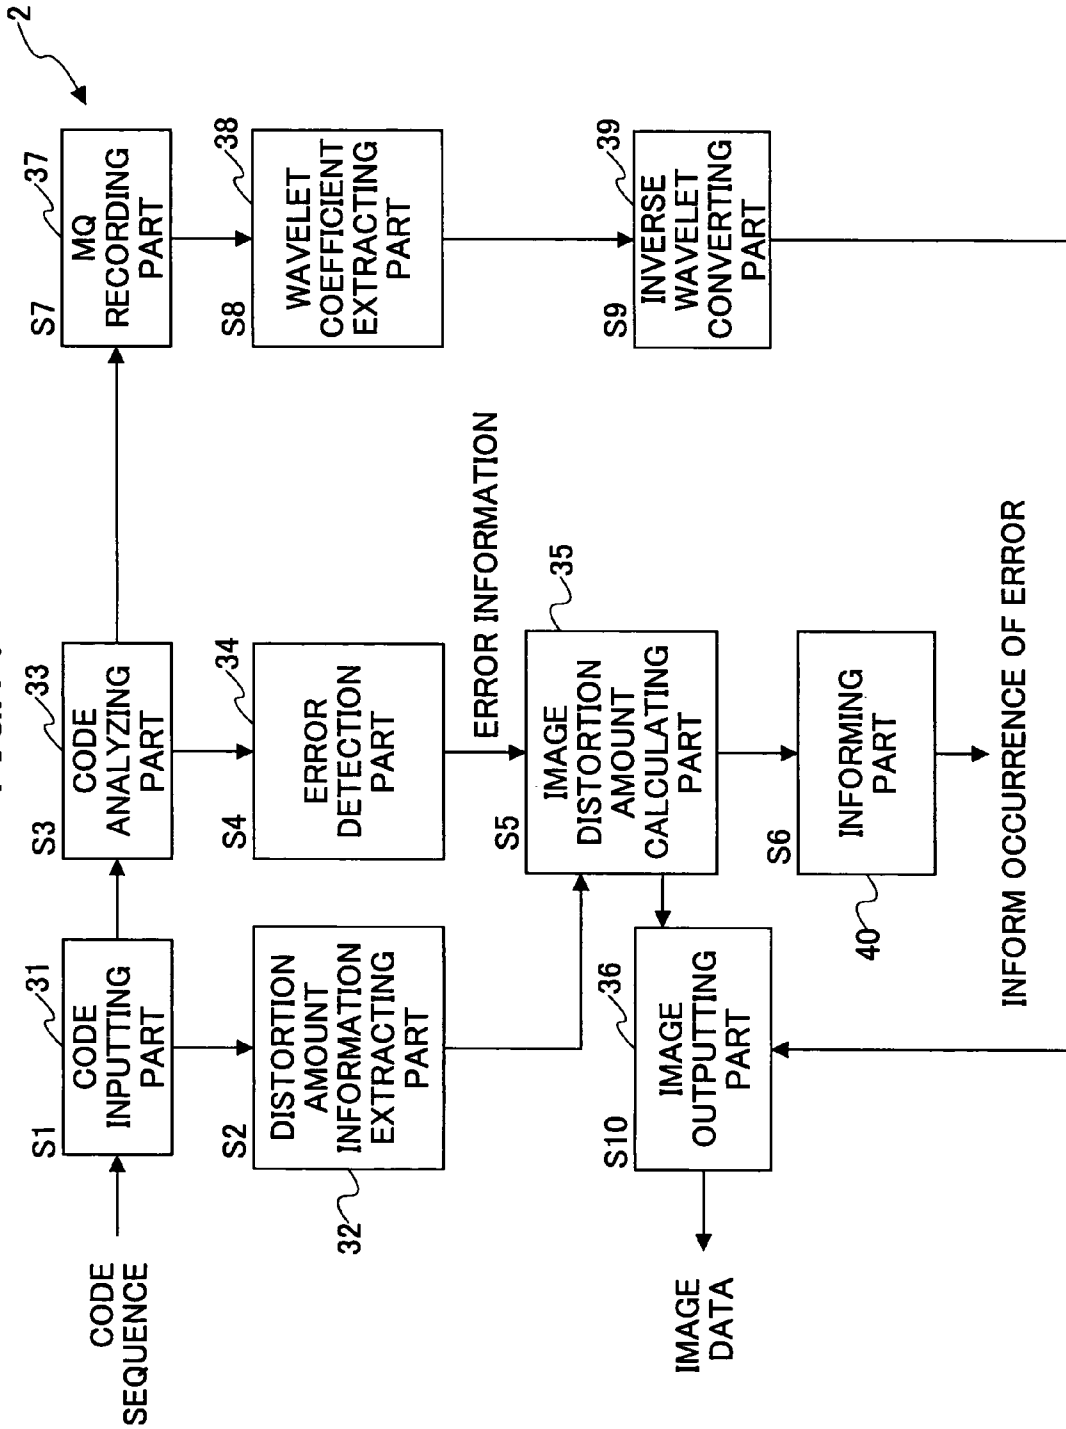 2
CODE
SEQUENCE
S1
31
CODE
INPUTTING
PART
S3
33
CODE
ANALYZING
PART
S7
37
MQ
RECORDING
PART
S2
32
DISTORTION
AMOUNT
INFORMATION
EXTRACTING
PART
S4
34
ERROR
DETECTION
PART
S8
38
WAVELET
COEFFICIENT
EXTRACTING
PART
ERROR INFORMATION
S5
35
IMAGE
DISTORTION
AMOUNT
CALCULATING
PART
S9
39
INVERSE
WAVELET
CONVERTING
PART
IMAGE
DATA
S10
36
IMAGE
OUTPUTTING
PART
S6
40
INFORMING
PART
INFORM OCCURRENCE OF ERROR